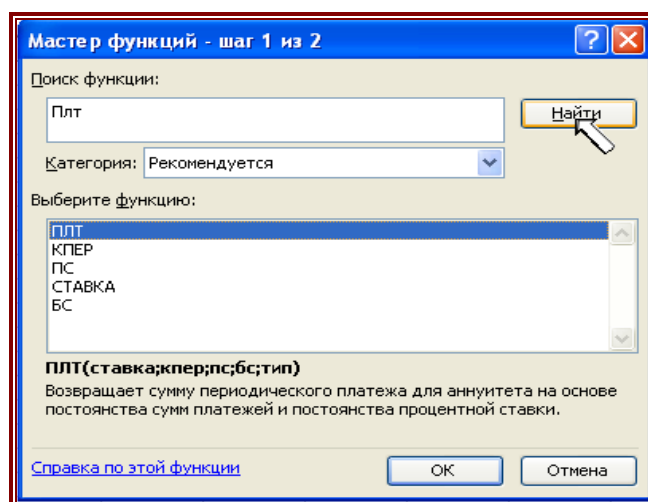 Мастер функций - шаг 1 из 2
Поиск функции:
Плт
Найти
Категория: Рекомендуется
Выберите функцию:
ПЛТ
КПЕР
ПС
СТАВКА
БС
ПЛТ(ставка;кпер;пс;бс;тип)
Возвращает сумму периодического платежа для аннуитета на основе
постоянства сумм платежей и постоянства процентной ставки.
Справка по этой функции
ОК
Отмена